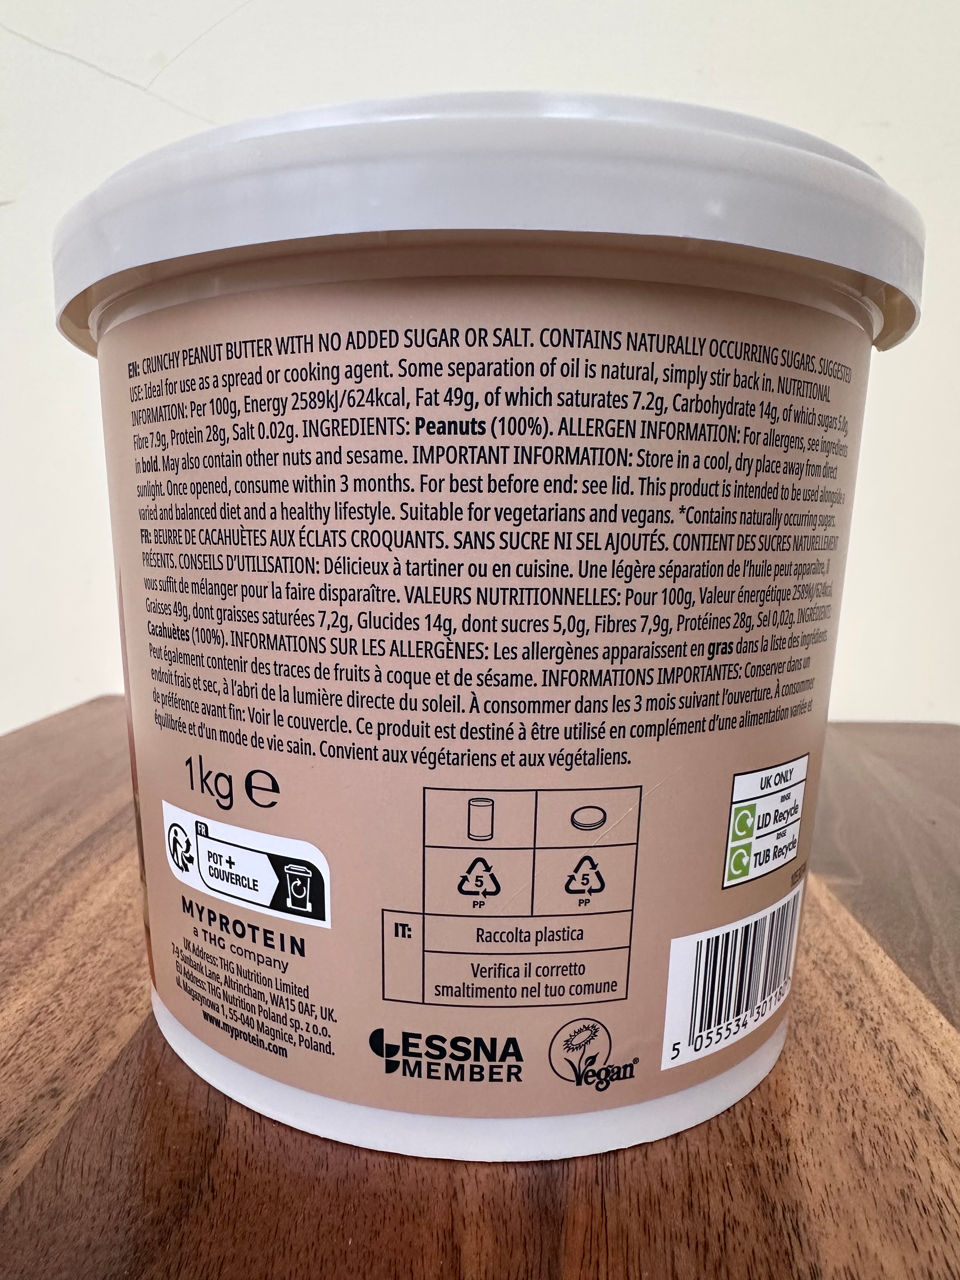 EN: CRUNCHY PEANUT BUTTER WITH NO ADDED SUGAR OR SALT. CONTAINS NATURALLY OCCURRING SUGARS. SUGGESTED
USE: Ideal for use as a spread or cooking agent. Some separation of oil is natural, simply stir back in. NUTRITIONAL
INFORMATION: Per 100g, Energy 2589kJ/624kcal, Fat 49g, of which saturates 7.2g, Carbohydrate 14g, of which sugars 5.0g,
Fibre 7.9g, Protein 28g, Salt 0.02g. INGREDIENTS: Peanuts (100%). ALLERGEN INFORMATION: For allergens, see ingredients
in bold. May also contain other nuts and sesame. IMPORTANT INFORMATION: Store in a cool, dry place away from direct
sunlight. Once opened, consume within 3 months. For best before end: see lid. This product is intended to be used alongside a
varied and balanced diet and a healthy lifestyle. Suitable for vegetarians and vegans. *Contains naturally occurring sugars.
FR: BEURRE DE CACAHUÈTES AUX ÉCLATS CROQUANTS. SANS SUCRE NI SEL AJOUTÉS. CONTIENT DES SUCRES NATURELLEMENT
PRÉSENTS. CONSEILS D'UTILISATION: Délicieux à tartiner ou en cuisine. Une légère séparation de l'huile peut apparaître, il
vous suffit de mélanger pour la faire disparaître. VALEURS NUTRITIONNELLES: Pour 100g, Valeur énergétique 2589kJ/624kcal,
Graisses 49g, dont graisses saturées 7,2g, Glucides 14g, dont sucres 5,0g, Fibres 7,9g, Protéines 28g, Sel 0,02g. INGRÉDIENTS:
Cacahuètes (100%). INFORMATIONS SUR LES ALLERGÈNES: Les allergènes apparaissent en gras dans la liste des ingrédients.
Peut également contenir des traces de fruits à coque et de sésame. INFORMATIONS IMPORTANTES: Conserver dans un
endroit frais et sec, à l'abri de la lumière directe du soleil. À consommer dans les 3 mois suivant l'ouverture. À consommer
de préférence avant fin: Voir le couvercle. Ce produit est destiné à être utilisé en complément d'une alimentation variée et
équilibrée et d'un mode de vie sain. Convient aux végétariens et aux végétaliens.
1kg e
FR
POT +
COUVERCLE
MYPROTEIN
a THG company
UK Address: THG Nutrition Limited
7-9 Sunbank Lane, Altrincham, WA15 0AF, UK.
EU Address: THG Nutrition Poland sp. z o.o.
ul. Magazynowa 1, 55-040 Magnice, Poland.
www.myprotein.com
5 5
PP PP
IT: Raccolta plastica
Verifica il corretto
smaltimento nel tuo comune
ESSNA
MEMBER
Vegan®
UK ONLY
RINSE
LID Recycle
RINSE
TUB Recycle
5 055534 3011